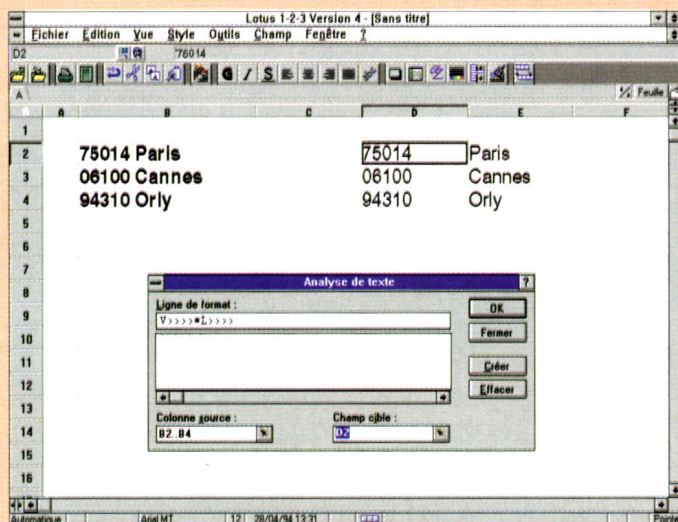 Lotus 1-2-3 Version 4 - [Sans titre]
Fichier Edition Vue Style Outils Champ Fenêtre ?
D2 '76014
G I S
A Feuille
A B C D E F
1
2 75014 Paris 75014 Paris
3 06100 Cannes 06100 Cannes
4 94310 Orly 94310 Orly
5
6
7
Analyse de texte ?
8
Ligne de format : OK
9 V>>>>*L>>>>
10 Fermer
11 Créer
12 Effacer
13 Colonne source : Champ cible :
14 B2..B4 D2
15
16
Automatique Arial MT 12 28/04/94 13:31